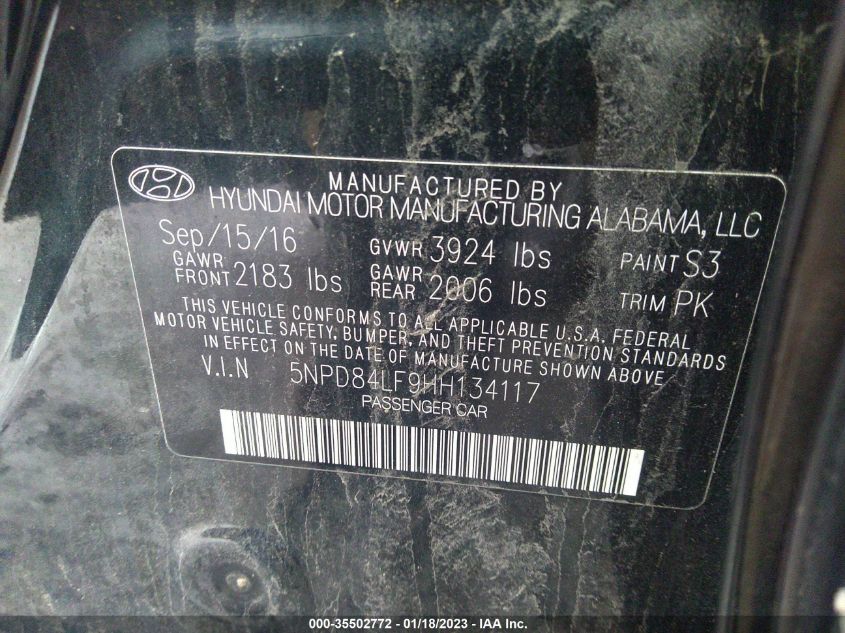 MANUFACTURED BY
HYUNDAI MOTOR MANUFACTURING ALABAMA, LLC
Sep/15/16 GVWR 3924 lbs PAINT S3
GAWR FRONT 2183 lbs GAWR REAR 2006 lbs TRIM PK
THIS VEHICLE CONFORMS TO ALL APPLICABLE U.S.A. FEDERAL
MOTOR VEHICLE SAFETY, BUMPER, AND THEFT PREVENTION STANDARDS
IN EFFECT ON THE DATE OF MANUFACTURE SHOWN ABOVE
V.I.N 5NPD84LF9HH134117
PASSENGER CAR
000-35502772 - 01/18/2023 - IAA Inc.